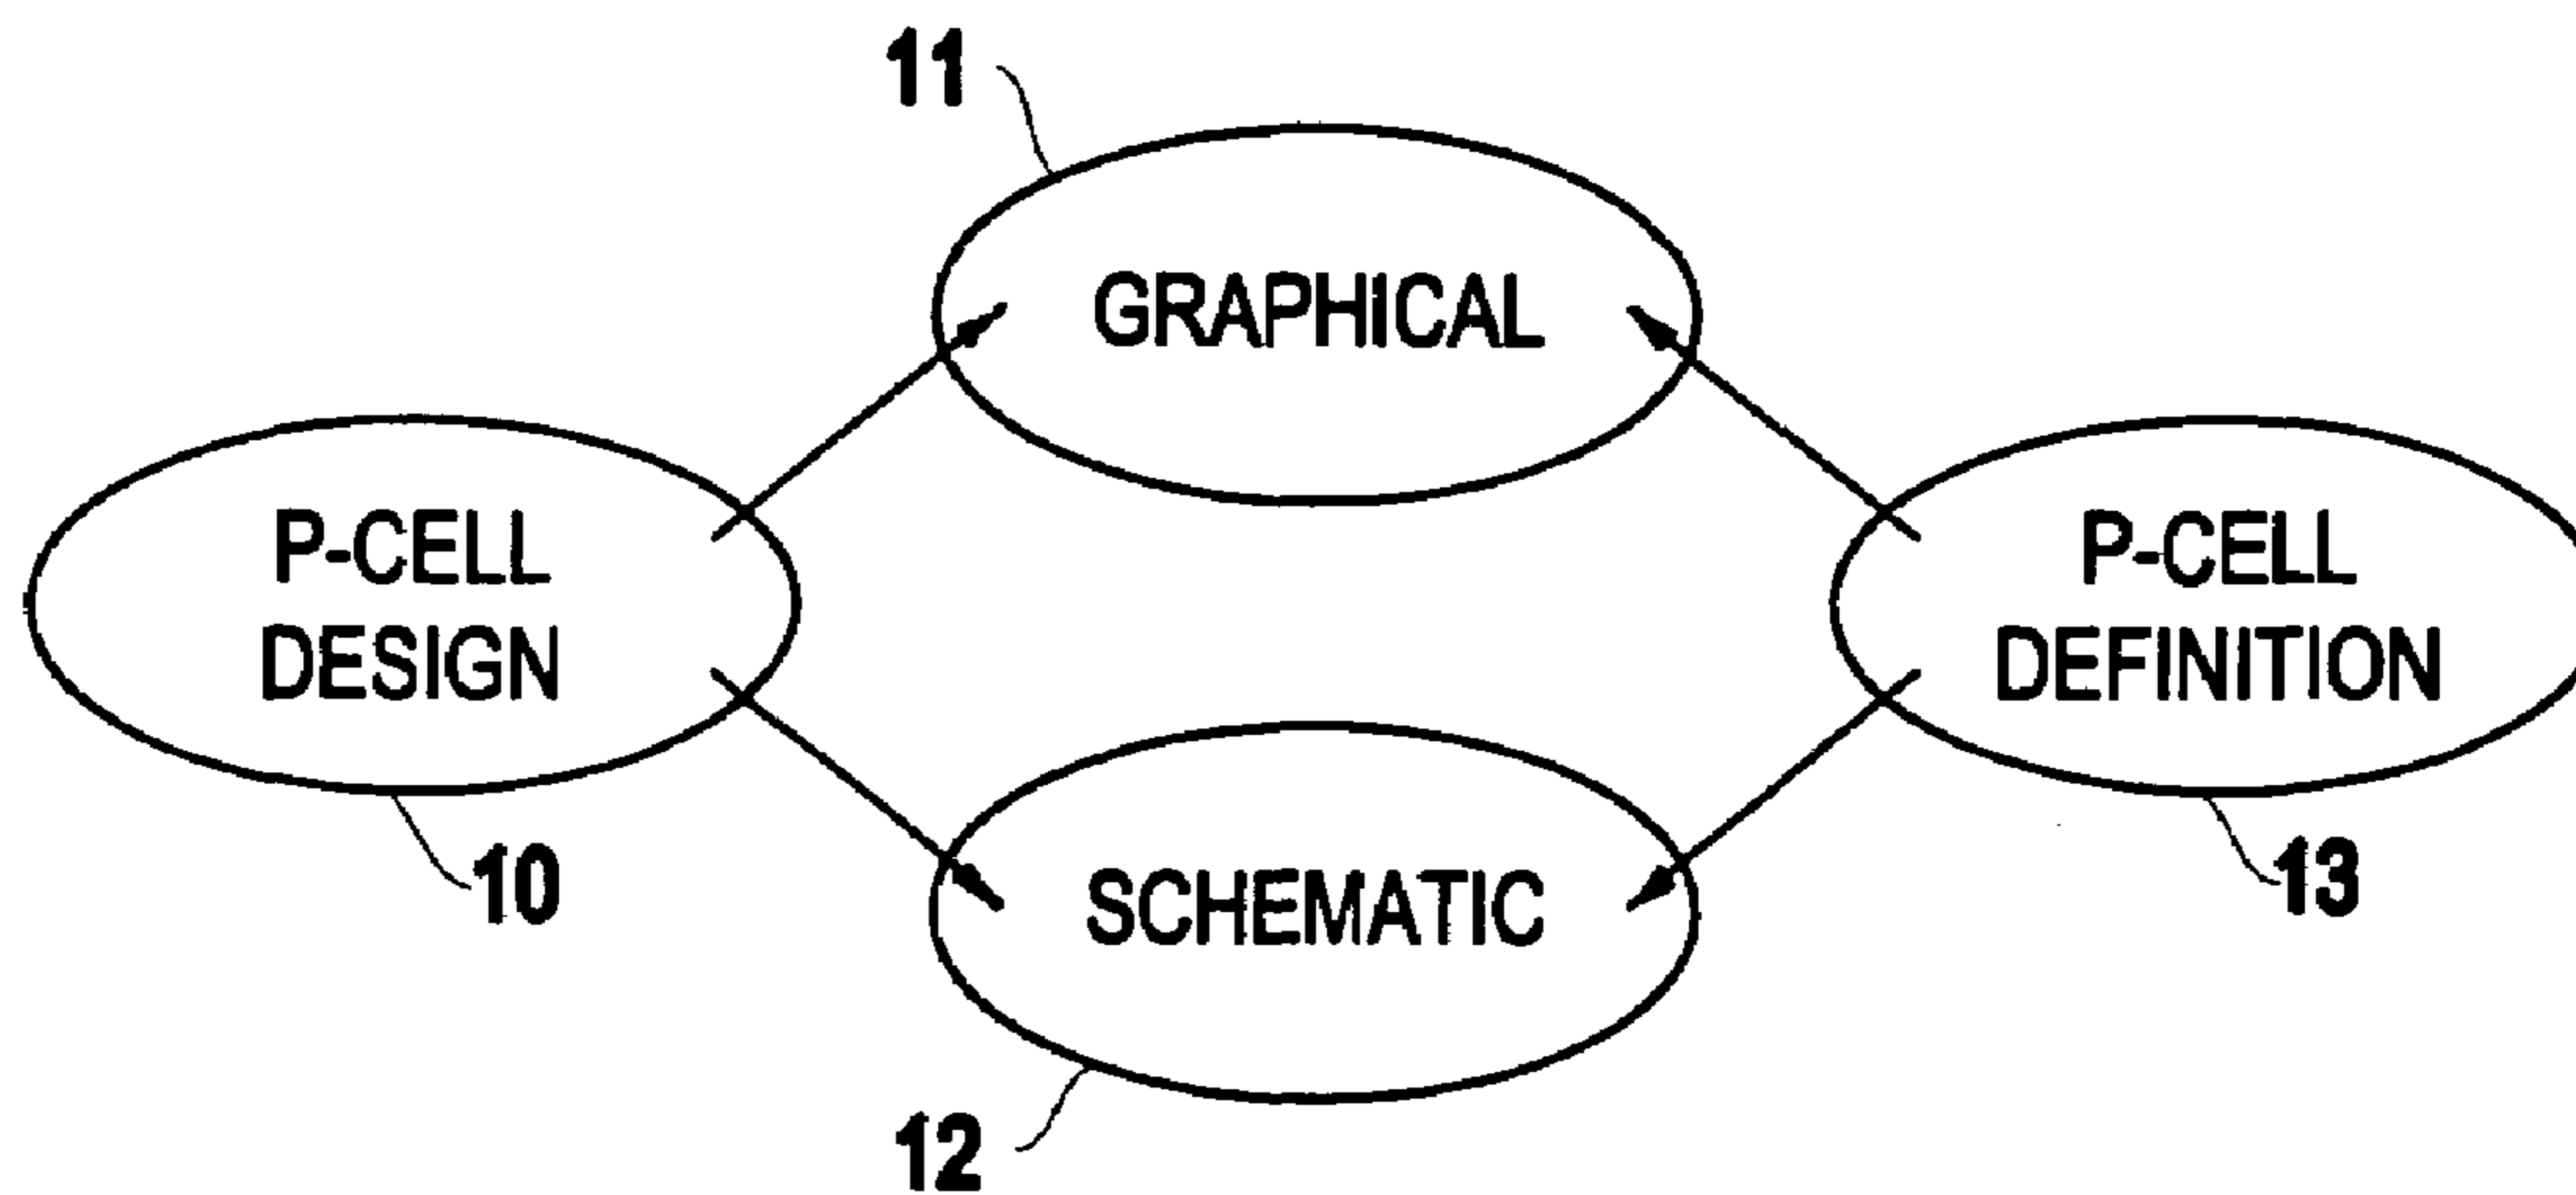 11
GRAPHICAL
P-CELL
DESIGN
P-CELL
DEFINITION
10
13
SCHEMATIC
12